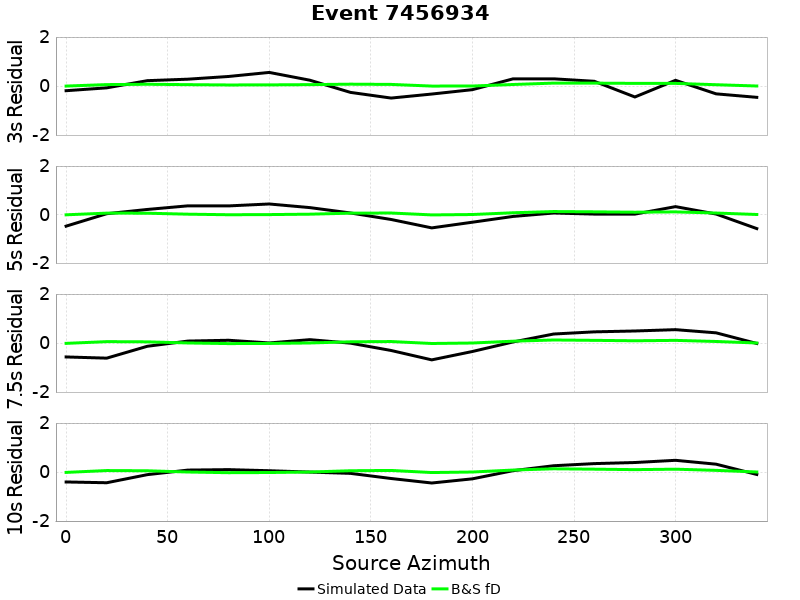 Event 7456934
3s Residual
2
0
-2
5s Residual
2
0
-2
7.5s Residual
2
0
-2
10s Residual
2
0
-2
0 50 100 150 200 250 300
Source Azimuth
Simulated Data B&S fD